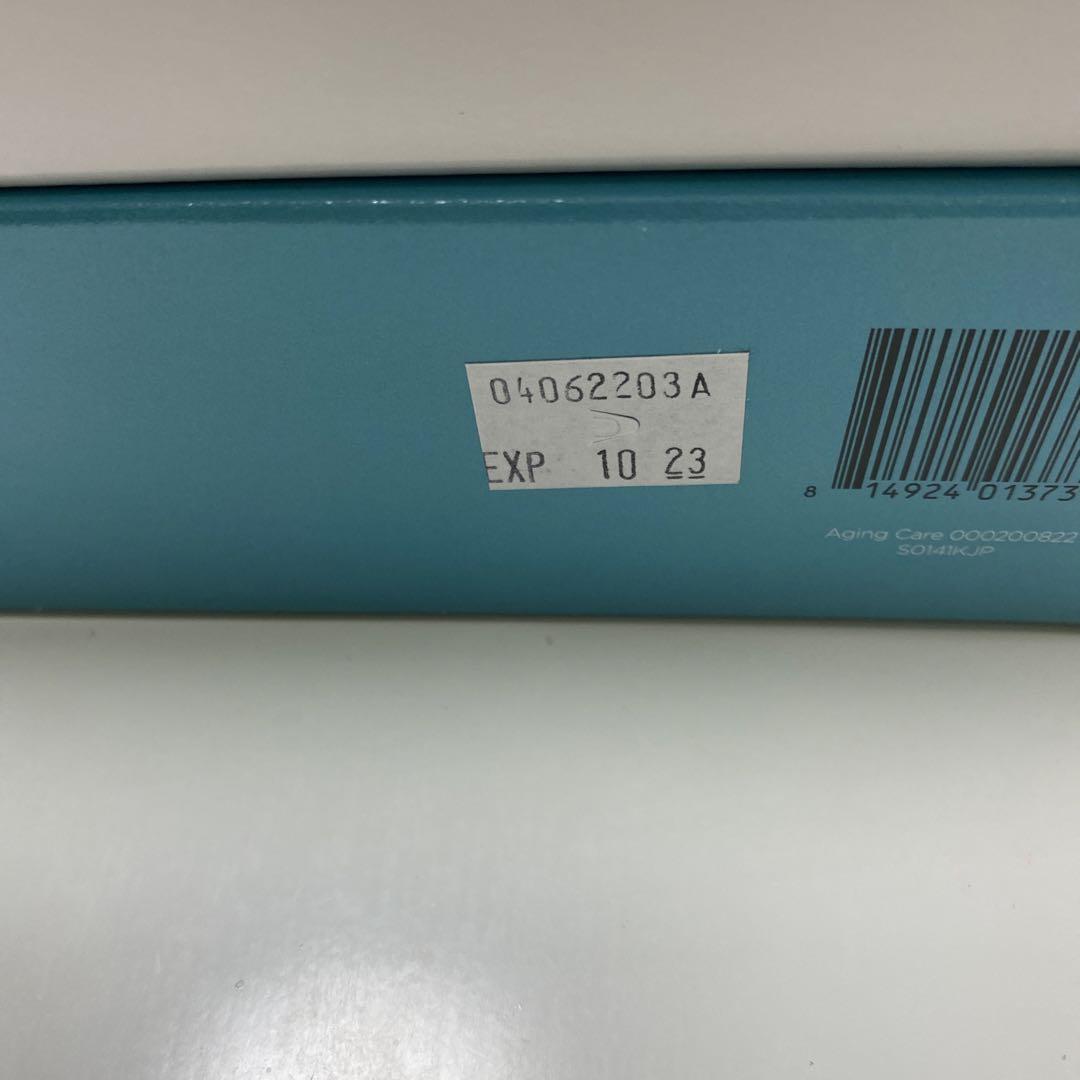 04062203A
EXP 10 23
8 14924 01373
Aging Care 000200822
S0141KJP